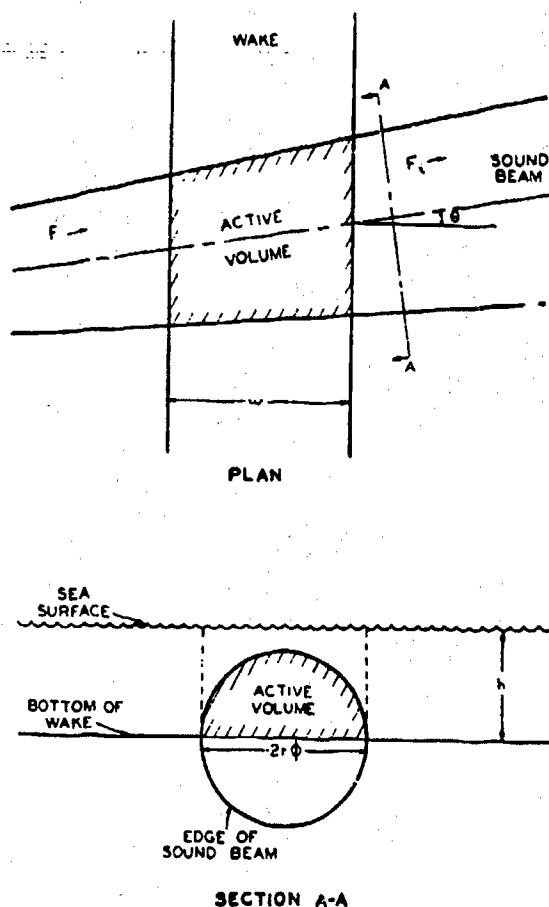 WAKE
A
F₁ →
SOUND
BEAM
F →
ACTIVE
VOLUME
θ
A
w
PLAN
SEA
SURFACE
ACTIVE
VOLUME
h
BOTTOM OF
WAKE
2rϕ
EDGE OF
SOUND BEAM
SECTION A-A